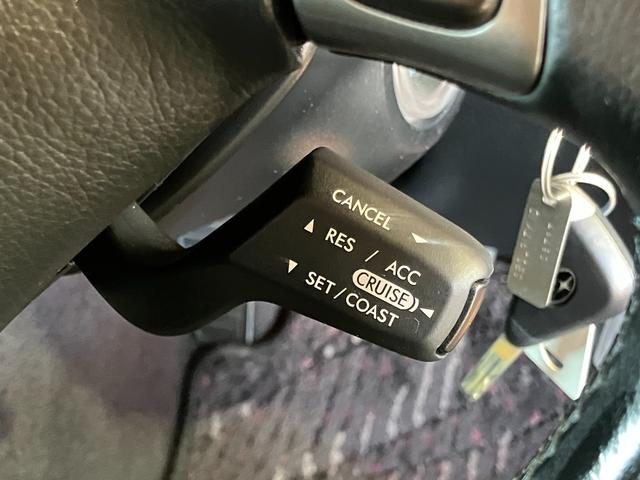 CANCEL
RES / ACC
CRUISE
SET / COAST